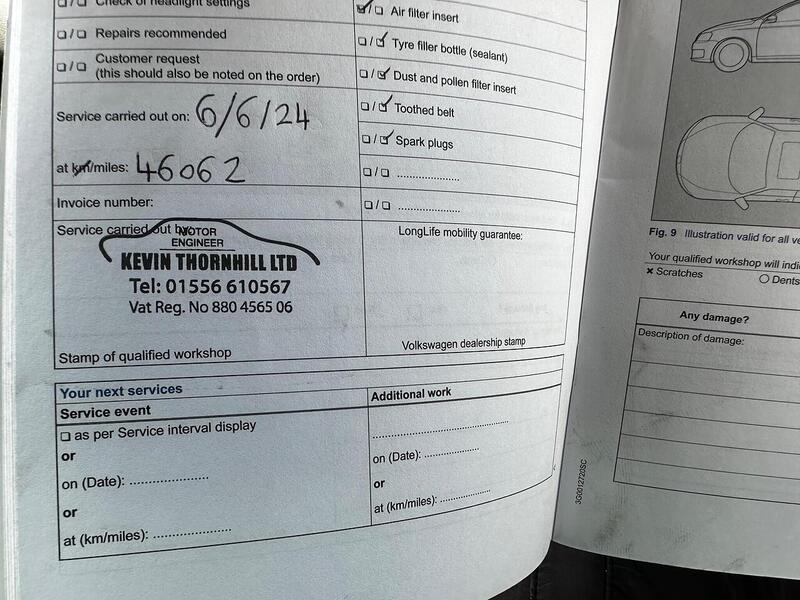 Check of headlight settings
Repairs recommended
Customer request
(this should also be noted on the order)
Service carried out on: 6/6/24
at km/miles: 46062
Invoice number:
Service carried out by:
MOTOR
ENGINEER
KEVIN THORNHILL LTD
Tel: 01556 610567
Vat Reg. No 880 4565 06
Stamp of qualified workshop
Air filter insert
Tyre filler bottle (sealant)
Dust and pollen filter insert
Toothed belt
Spark plugs
LongLife mobility guarantee:
Volkswagen dealership stamp
Your next services
Service event
as per Service interval display
or
on (Date): ....................
or
at (km/miles): ....................
Additional work
on (Date): ....................
or
at (km/miles): ....................
3G0012720SC
Fig. 9 Illustration valid for all
Your qualified workshop will
× Scratches
Dents
Any damage?
Description of damage: